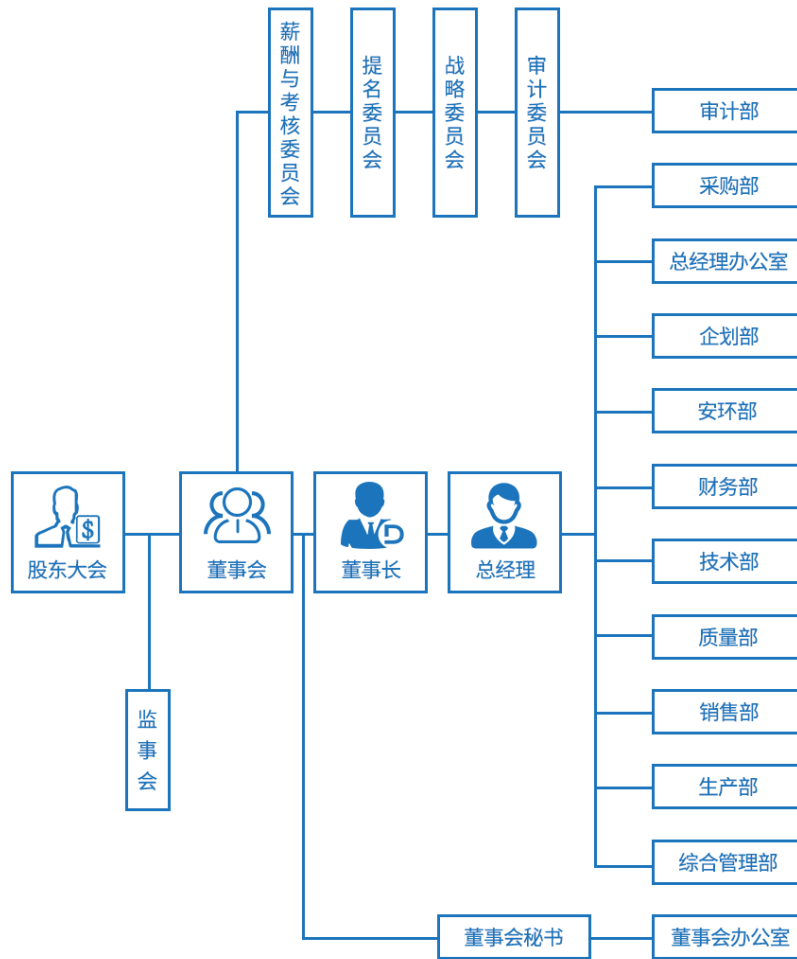 薪酬与考核委员会
提名委员会
战略委员会
审计委员会
审计部
采购部
总经理办公室
企划部
安环部
财务部
技术部
质量部
销售部
生产部
综合管理部
$
股东大会
董事会
D
董事长
总经理
监事会
董事会秘书
董事会办公室